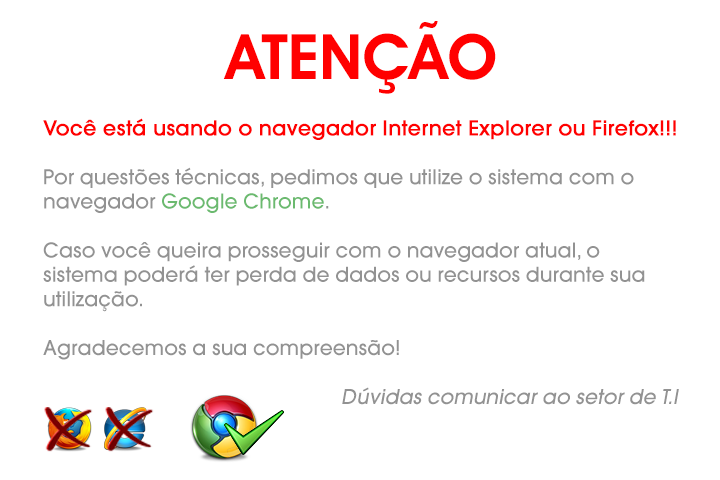 ATENÇÃO
Você está usando o navegador Internet Explorer ou Firefox!!!
Por questões técnicas, pedimos que utilize o sistema com o
navegador Google Chrome.
Caso você queira prosseguir com o navegador atual, o
sistema poderá ter perda de dados ou recursos durante sua
utilização.
Agradecemos a sua compreensão!
Dúvidas comunicar ao setor de T.I